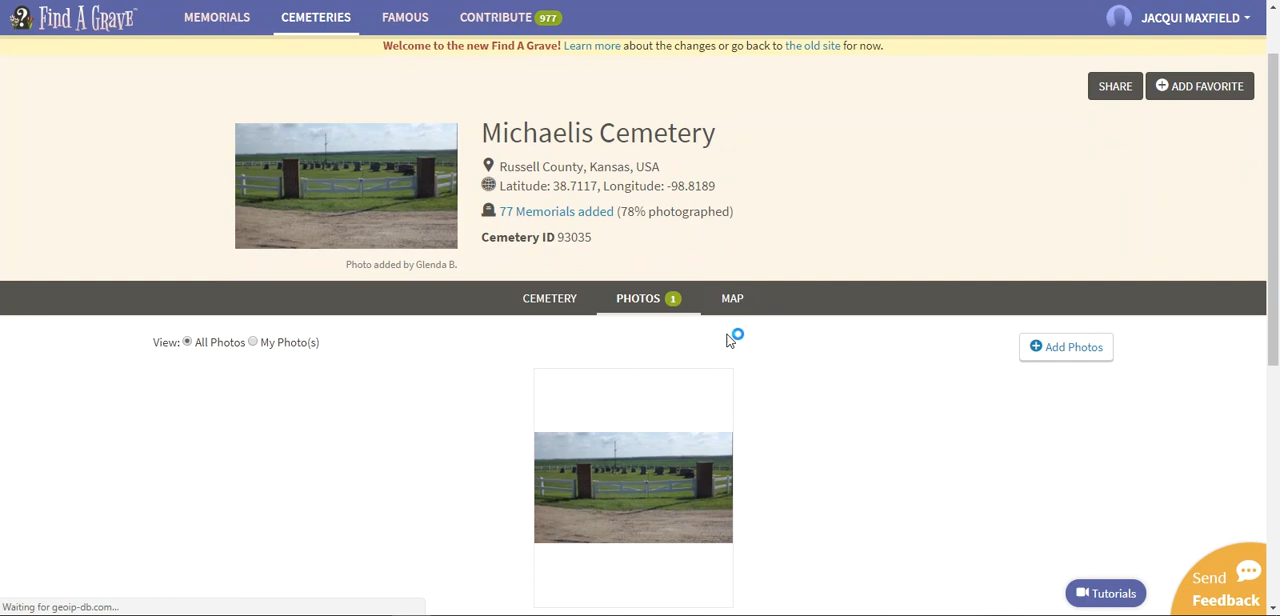 FIND A GRAVE
MEMORIALS CEMETERIES FAMOUS CONTRIBUTE 977 JACQUI MAXFIELD
Welcome to the new Find A Grave! Learn more about the changes or go back to the old site for now.
SHARE ADD FAVORITE
Michaelis Cemetery
Russell County, Kansas, USA
Latitude: 38.7117, Longitude: -98.8189
77 Memorials added (78% photographed)
Cemetery ID 93035
Photo added by Glenda B.
CEMETERY PHOTOS 1 MAP
View: All Photos My Photo(s) Add Photos
Send
Feedback
Tutorials
Waiting for geoip-db.com...